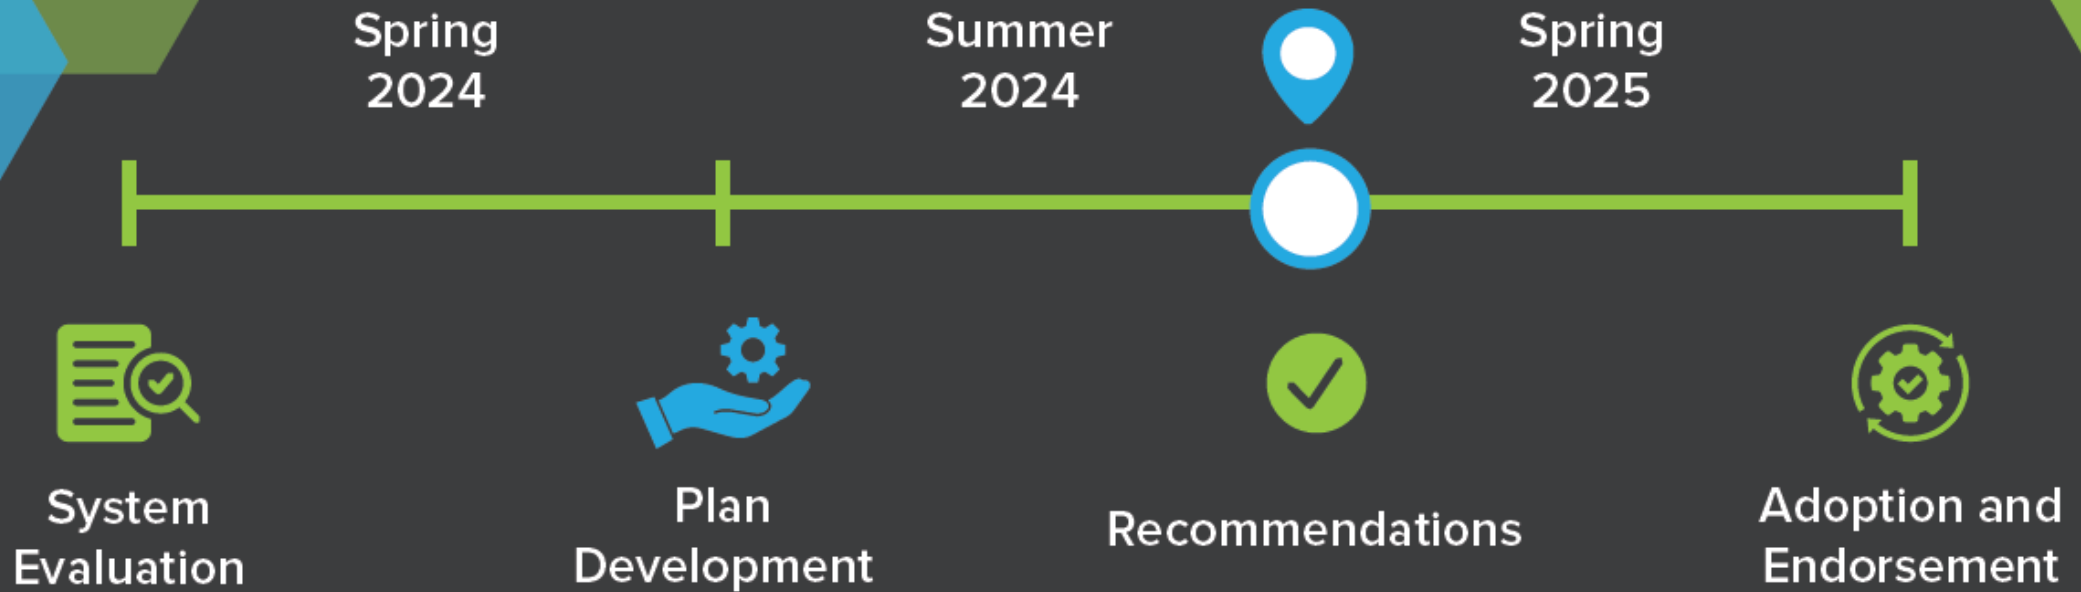 Spring
2024
Summer
2024
Spring
2025
System
Evaluation
Plan
Development
Recommendations
Adoption and
Endorsement